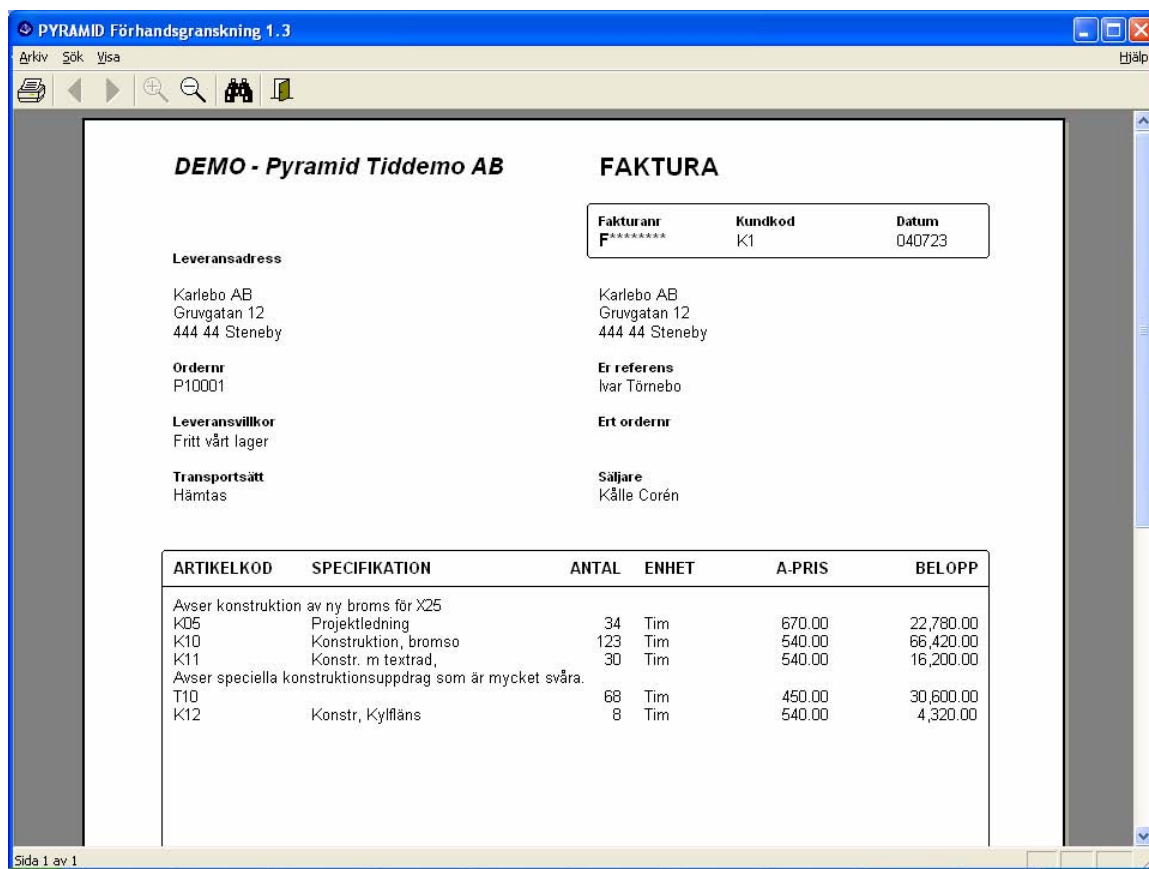 PYRAMID Förhandsgranskning 1.3
Arkiv Sök Visa Hjälp
DEMO - Pyramid Tiddemo AB FAKTURA
Fakturanr Kundkod Datum
F******** K1 040723
Leveransadress
Karlebo AB Karlebo AB
Gruvgatan 12 Gruvgatan 12
444 44 Steneby 444 44 Steneby
Ordernr Er referens
P10001 Ivar Törnebo
Leveransvillkor Ert ordernr
Fritt vårt lager
Transportsätt Säljare
Hämtas Kålle Corén
ARTIKELKOD SPECIFIKATION ANTAL ENHET A-PRIS BELOPP
Avser konstruktion av ny broms för X25
K05 Projektledning 34 Tim 670.00 22,780.00
K10 Konstruktion, bromso 123 Tim 540.00 66,420.00
K11 Konstr. m textrad, 30 Tim 540.00 16,200.00
Avser speciella konstruktionsuppdrag som är mycket svåra.
T10 68 Tim 450.00 30,600.00
K12 Konstr, Kylfläns 8 Tim 540.00 4,320.00
Sida 1 av 1